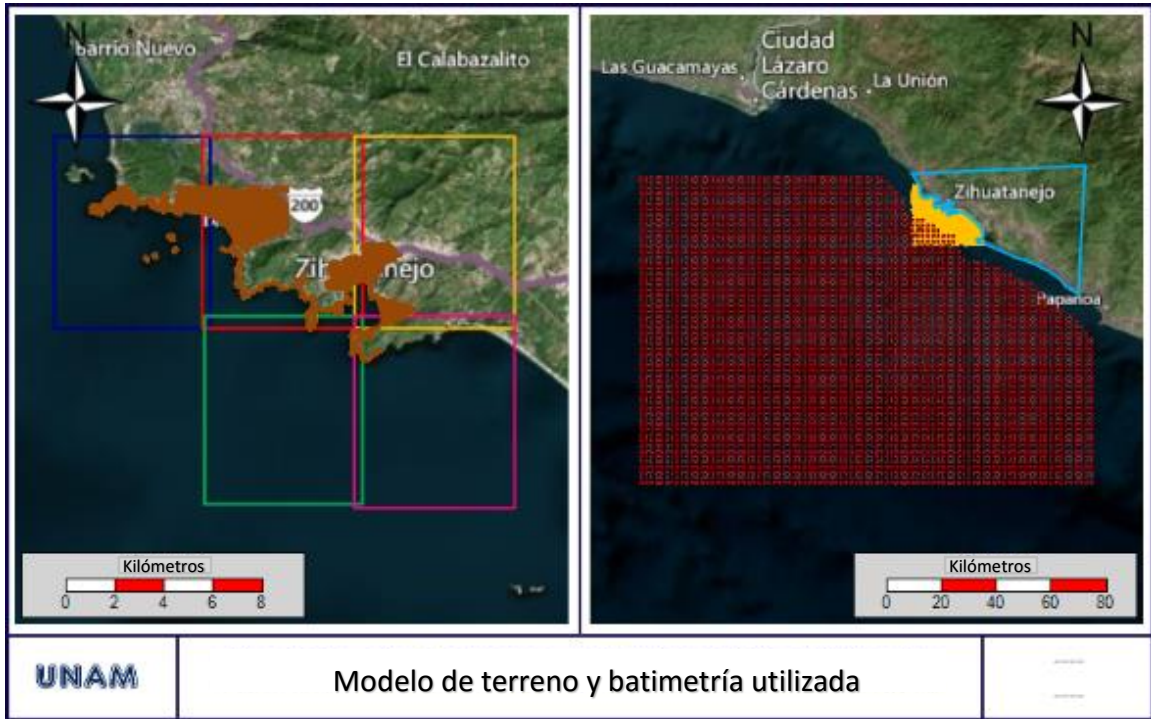 N
Barrio Nuevo
El Calabazalito
200
Zihuatanejo
Kilómetros
0 2 4 6 8
Ciudad
Lázaro
Cárdenas
Las Guacamayas
La Unión
N
Zihuatanejo
Papanoa
Kilómetros
0 20 40 60 80
UNAM
Modelo de terreno y batimetría utilizada